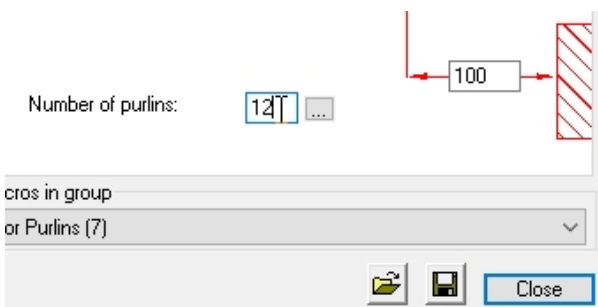 100
Number of purlins: 12 ...
cros in group
or Purlins (7)
Close